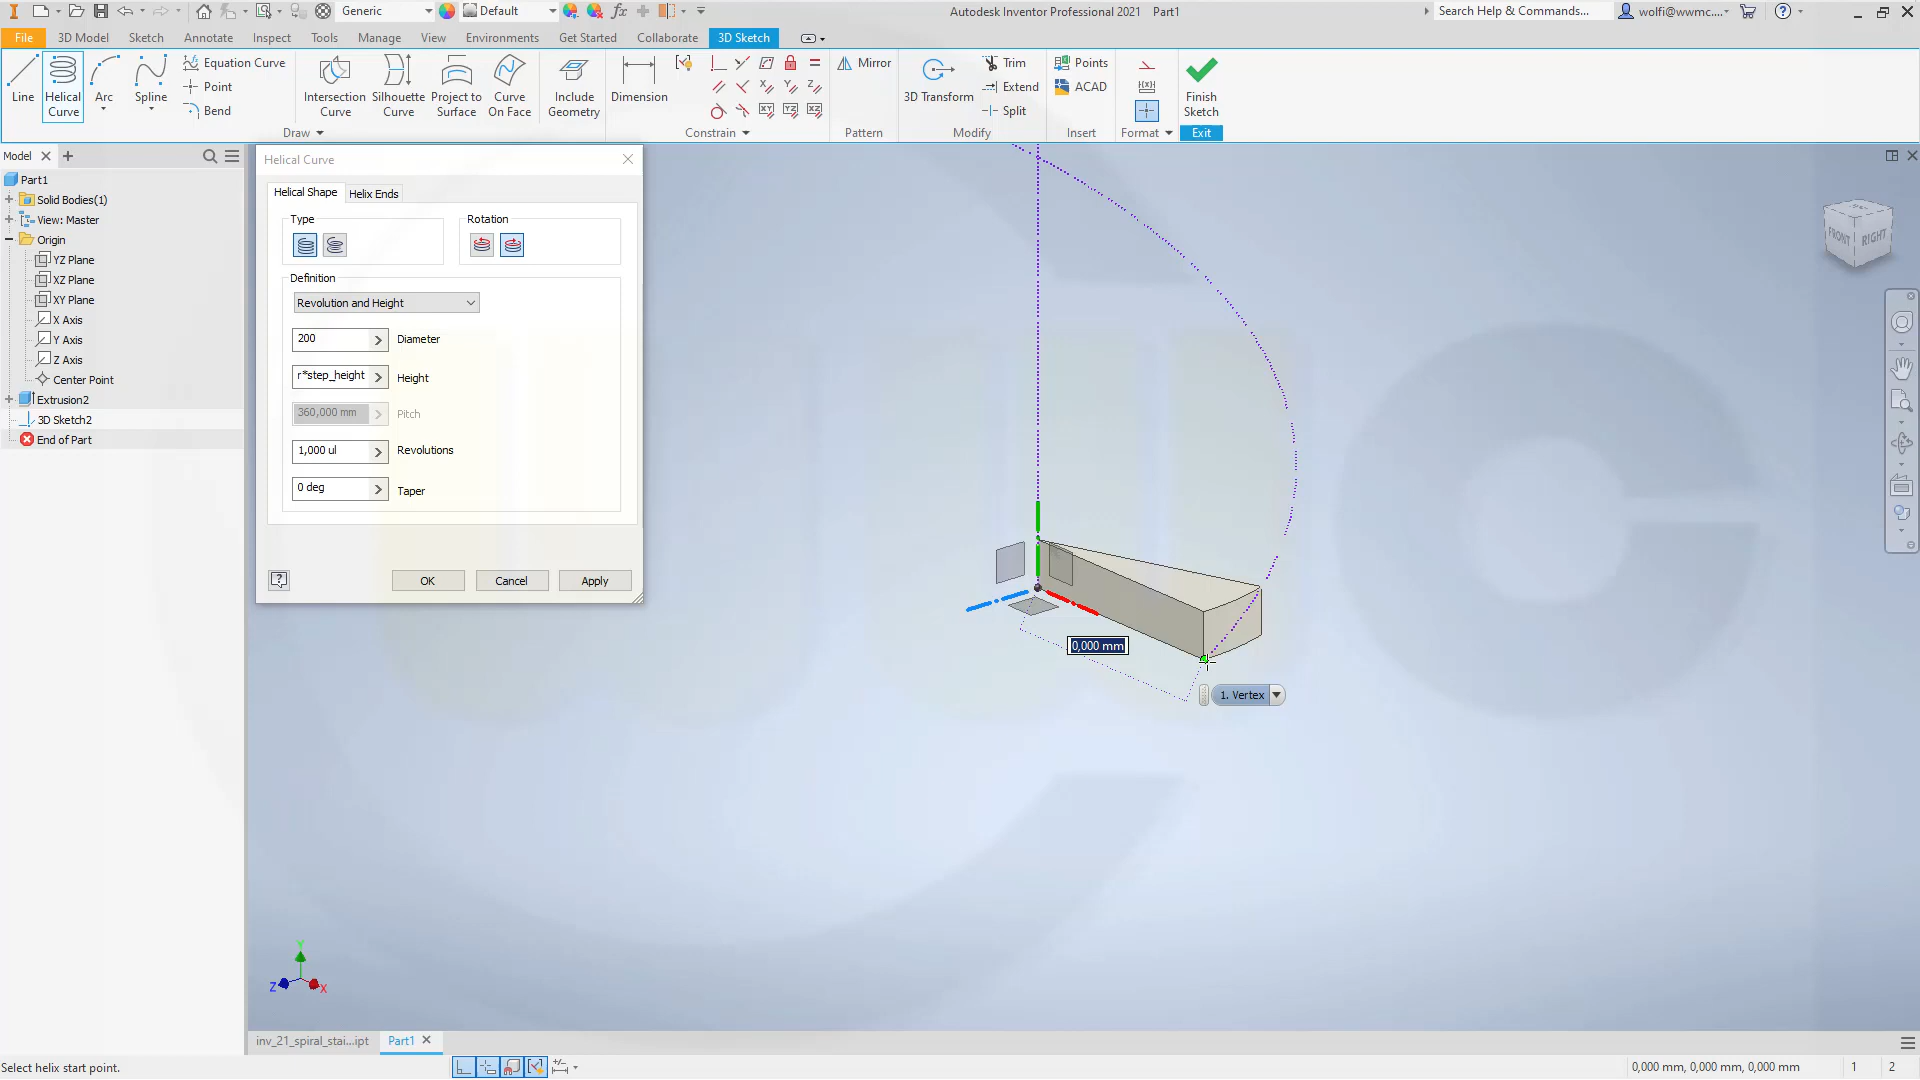 Generic
Default
Autodesk Inventor Professional 2021 Part1
Search Help & Commands...
wolfi@wwmc....
File 3D Model Sketch Annotate Inspect Tools Manage View Environments Get Started Collaborate 3D Sketch
Line
Helical Curve
Arc
Spline
Equation Curve
Point
Bend
Intersection Curve
Silhouette Curve
Project to Surface
Curve On Face
Include Geometry
Dimension
Mirror
3D Transform
Trim
Extend
Split
Points
ACAD
Finish Sketch
Draw
Constrain
Pattern
Modify
Insert
Format
Exit
Model
Part1
Solid Bodies(1)
View: Master
Origin
YZ Plane
XZ Plane
XY Plane
X Axis
Y Axis
Z Axis
Center Point
Extrusion2
3D Sketch2
End of Part
Helical Curve
Helical Shape Helix Ends
Type
Rotation
Definition
Revolution and Height
200 Diameter
r*step_height Height
360,000 mm Pitch
1,000 ul Revolutions
0 deg Taper
OK Cancel Apply
FRONT RIGHT
0,000 mm
1. Vertex
Y
Z
X
inv_21_spiral_stai...ipt
Part1
Select helix start point.
0,000 mm, 0,000 mm, 0,000 mm
1 2